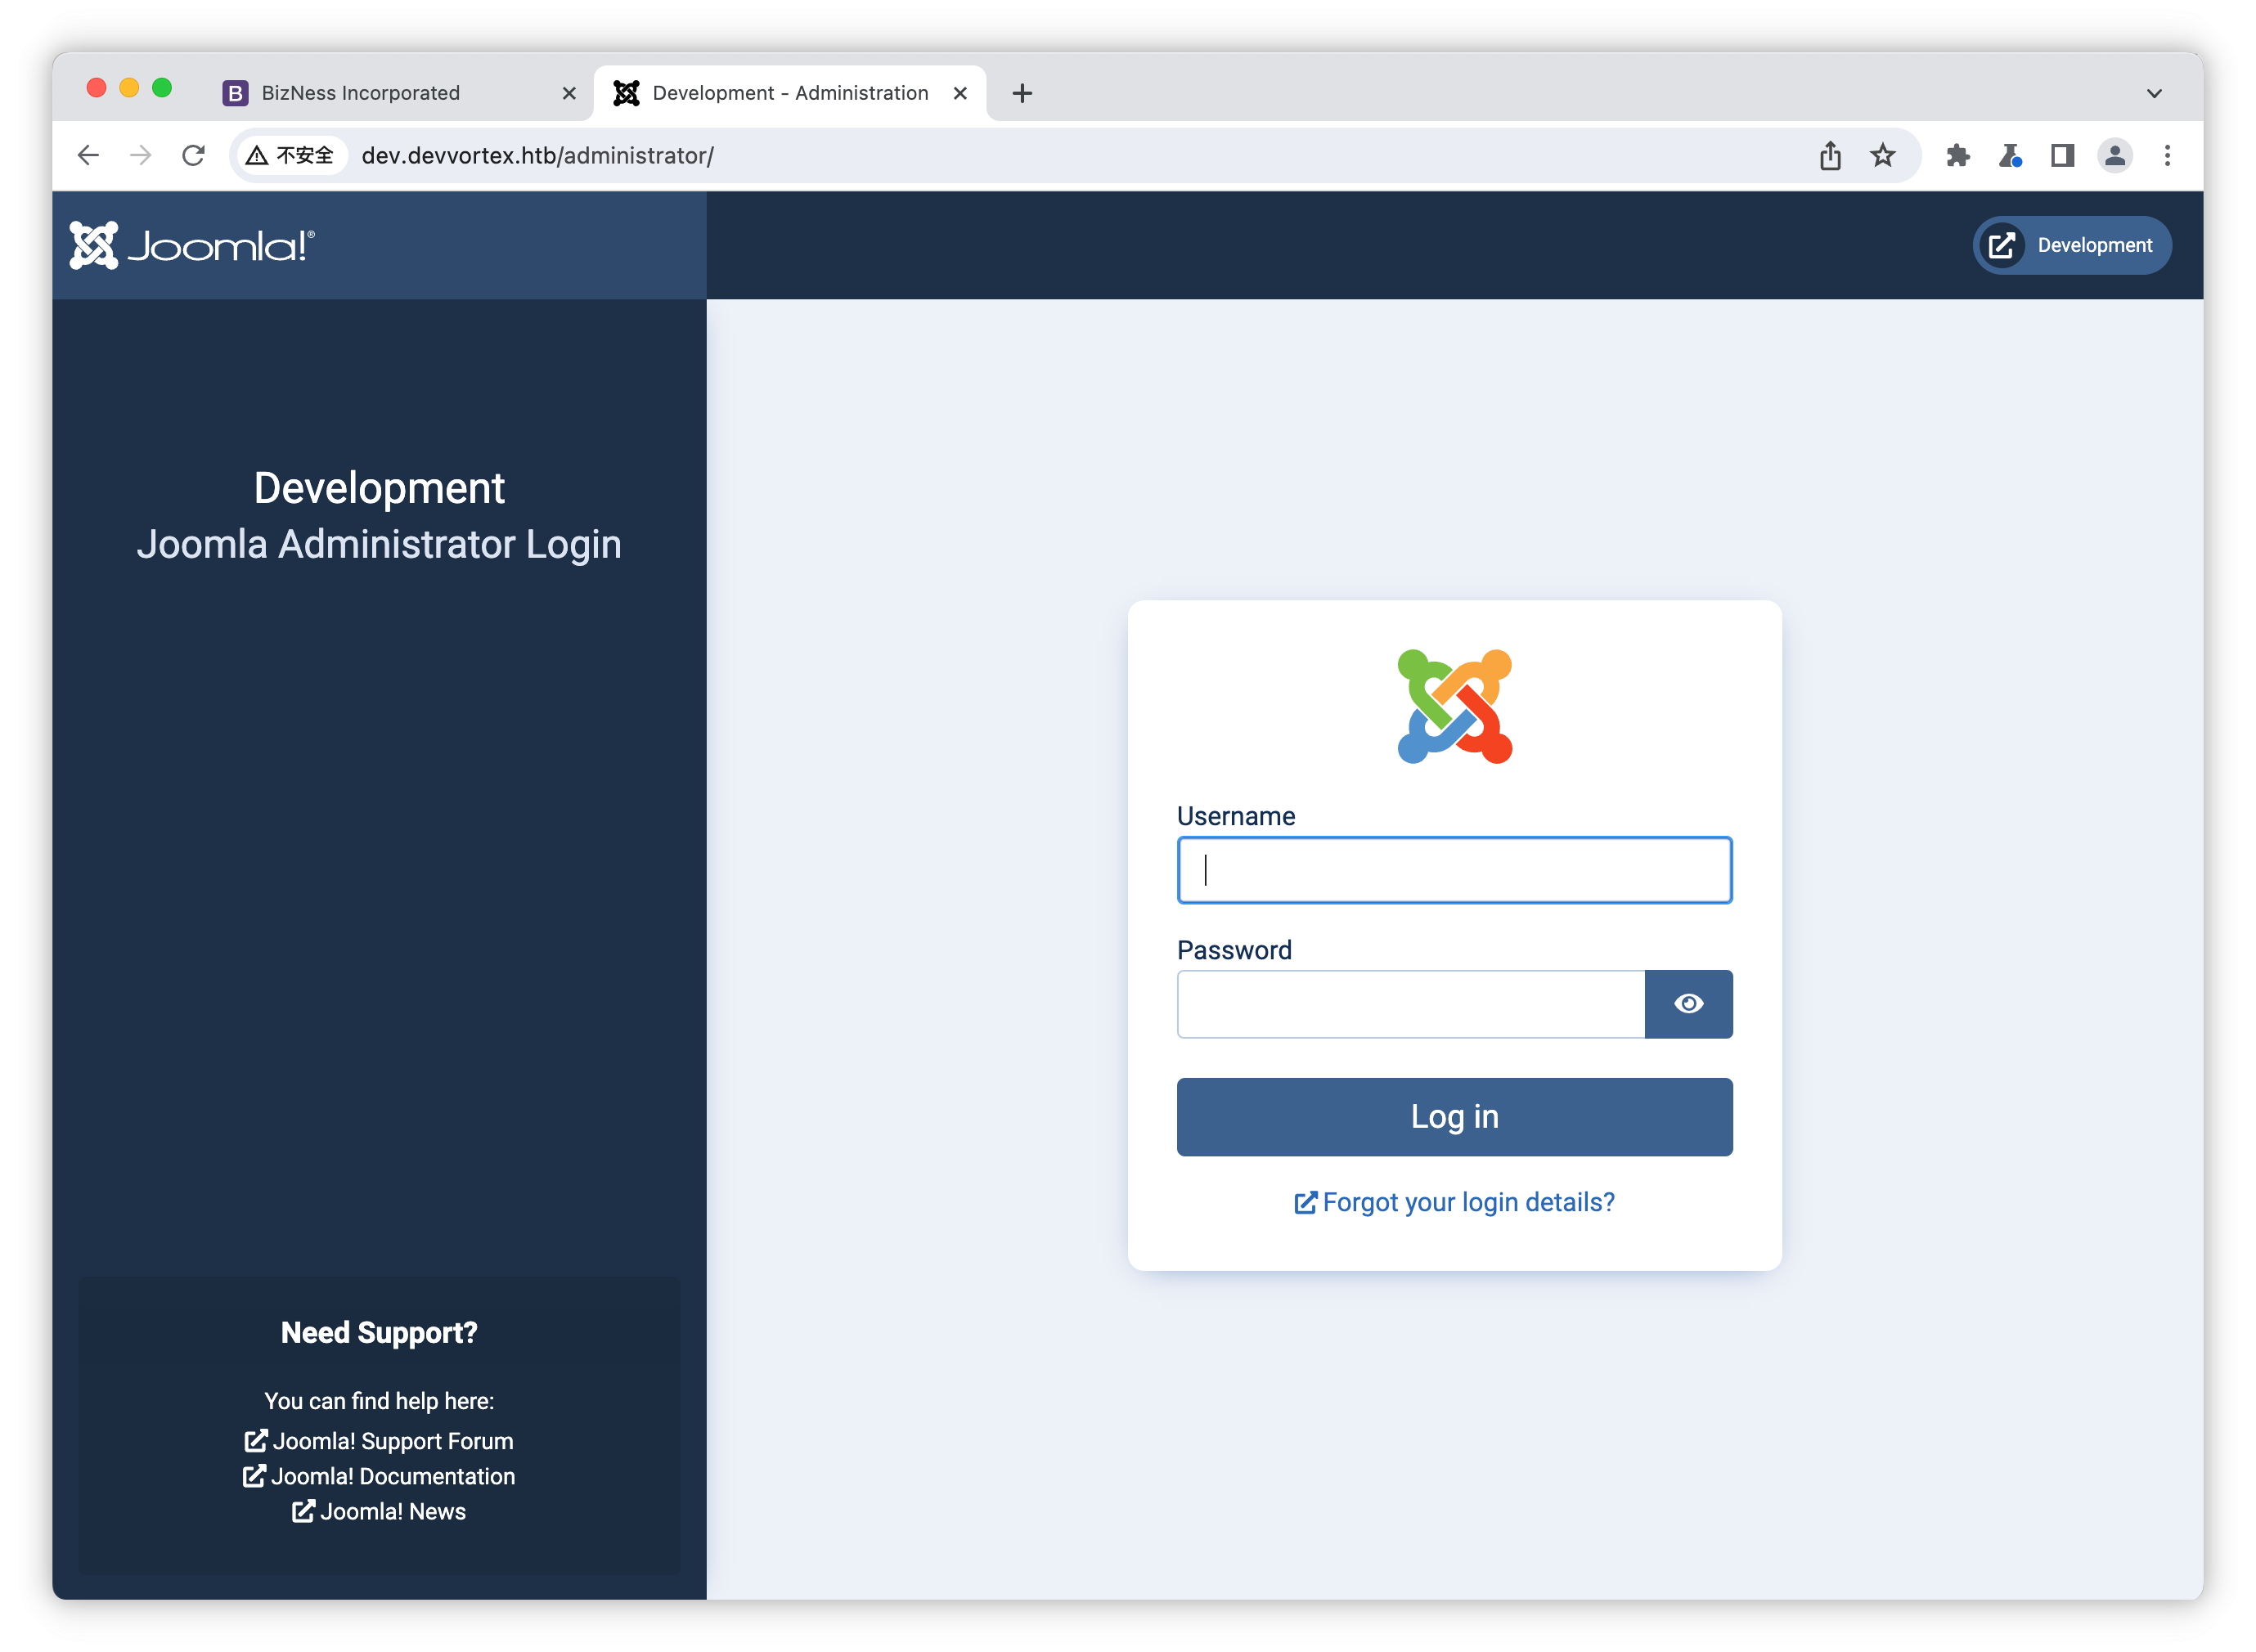 BizNess Incorporated
Development - Administration
不安全 dev.devvortex.htb/administrator/
Joomla!®
Development
Development
Joomla Administrator Login
Username
Password
Log in
Forgot your login details?
Need Support?
You can find help here:
Joomla! Support Forum
Joomla! Documentation
Joomla! News